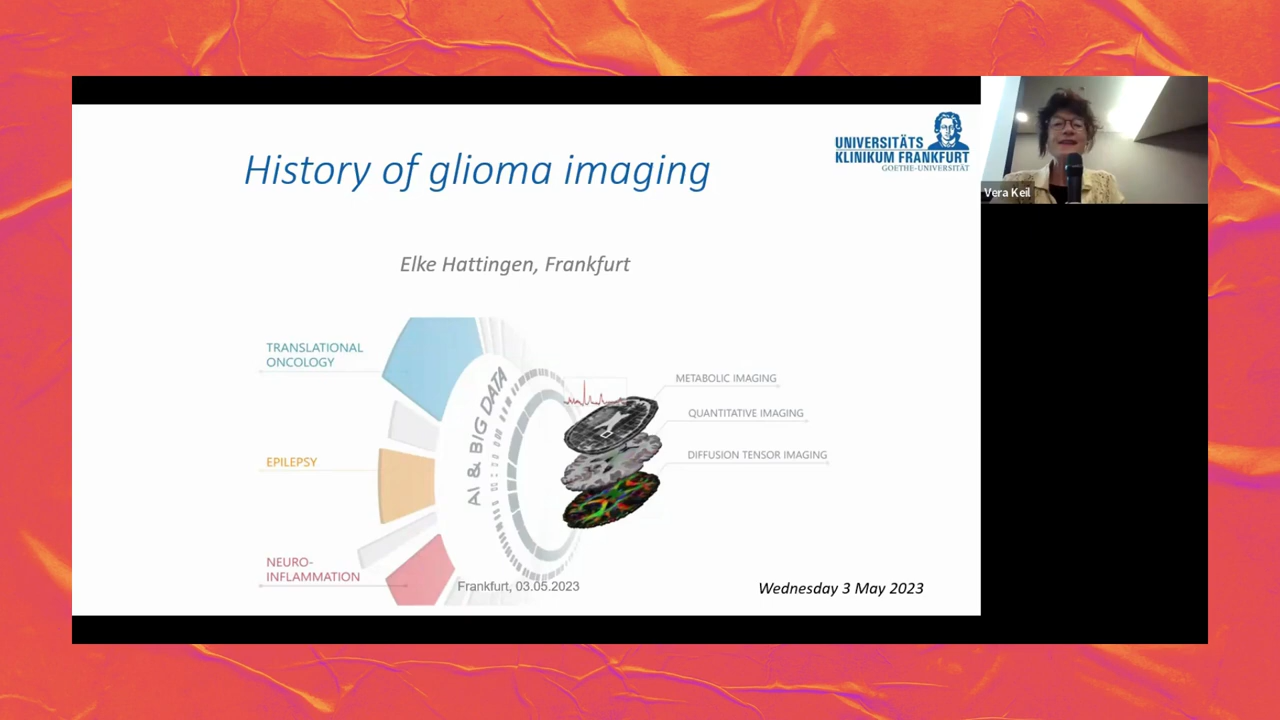 History of glioma imaging
UNIVERSITÄTS
KLINIKUM FRANKFURT
GOETHE-UNIVERSITÄT
Vera Keil
Elke Hattingen, Frankfurt
TRANSLATIONAL
ONCOLOGY
EPILEPSY
NEURO-
INFLAMMATION
AI & BIG DATA
METABOLIC IMAGING
QUANTITATIVE IMAGING
DIFFUSION TENSOR IMAGING
Frankfurt, 03.05.2023
Wednesday 3 May 2023